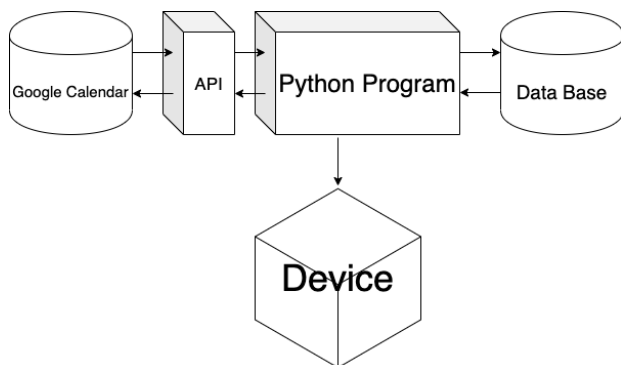 Google Calendar
API
Python Program
Data Base
Device